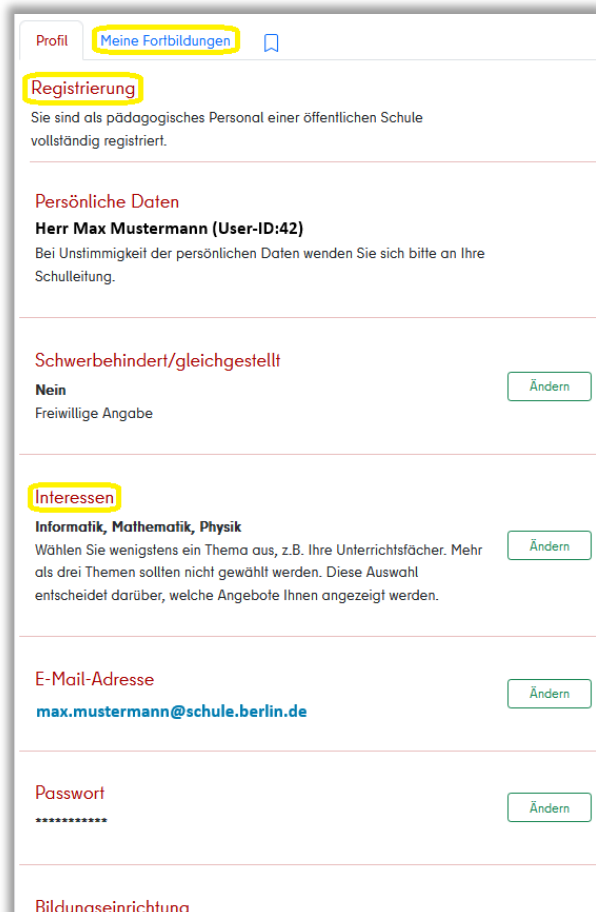 Profil Meine Fortbildungen
Registrierung
Sie sind als pädagogisches Personal einer öffentlichen Schule
vollständig registriert.
Persönliche Daten
Herr Max Mustermann (User-ID:42)
Bei Unstimmigkeit der persönlichen Daten wenden Sie sich bitte an Ihre
Schulleitung.
Schwerbehindert/gleichgestellt
Nein
Ändern
Freiwillige Angabe
Interessen
Informatik, Mathematik, Physik
Wählen Sie wenigstens ein Thema aus, z.B. Ihre Unterrichtsfächer. Mehr
Ändern
als drei Themen sollten nicht gewählt werden. Diese Auswahl
entscheidet darüber, welche Angebote Ihnen angezeigt werden.
E-Mail-Adresse
Ändern
max.mustermann@schule.berlin.de
Passwort
Ändern
***********
Bildungseinrichtung